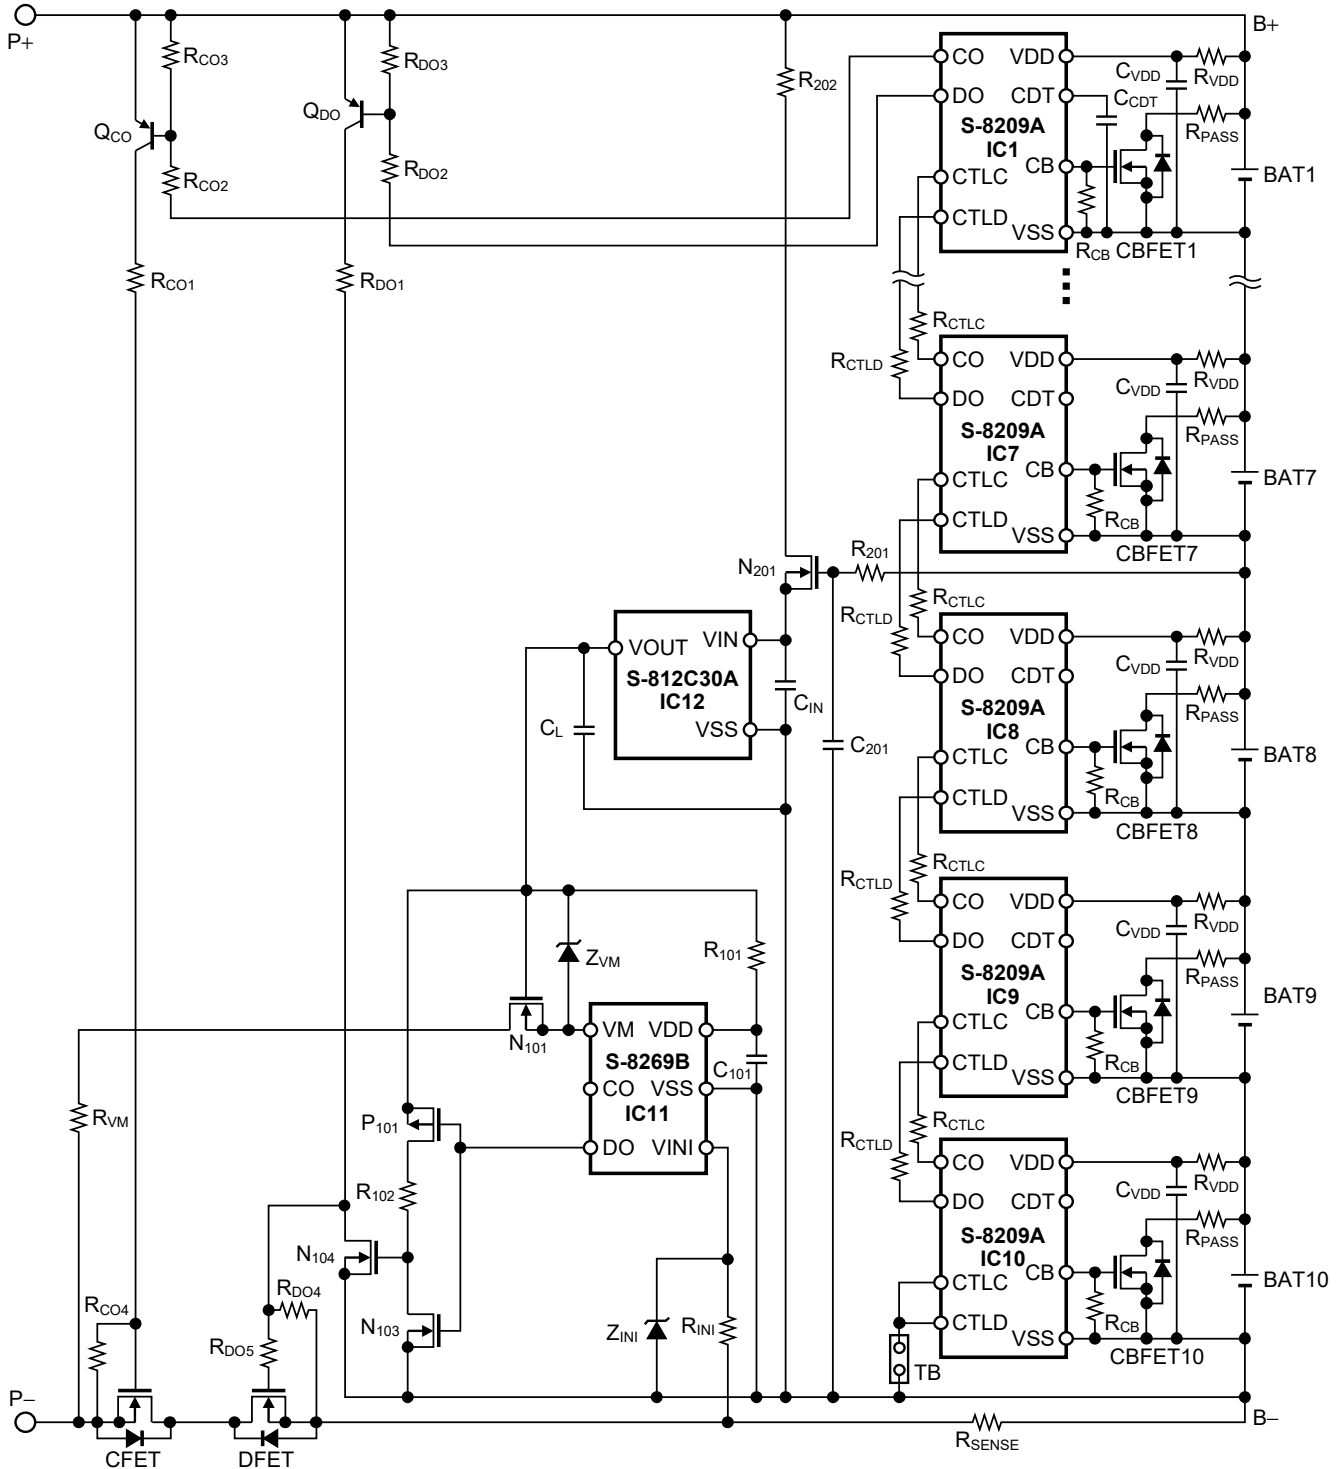 P+
B+
RCO3
RDO3
R202
QCO
QDO
RCO2
RDO2
RCO1
RDO1
CO VDD
DO CDT
S-8209A
IC1
CB
CTLC
CTLD
VSS
CVDD
RVDD
CCDT
RPASS
BAT1
RCB
CBFET1
RCTLC
RCTLD
CO VDD
DO CDT
S-8209A
IC7
CB
CTLC
CTLD
VSS
CVDD
RVDD
RPASS
BAT7
RCB
CBFET7
N201
R201
RCTLC
RCTLD
VOUT VIN
S-812C30A
IC12
VSS
CL
CIN
C201
CO VDD
DO CDT
S-8209A
IC8
CB
CTLC
CTLD
VSS
CVDD
RVDD
RPASS
BAT8
RCB
CBFET8
RCTLC
RCTLD
CO VDD
DO CDT
S-8209A
IC9
CB
CTLC
CTLD
VSS
CVDD
RVDD
RPASS
BAT9
RCB
CBFET9
ZVM
R101
N101
VM VDD
S-8269B
CO VSS
IC11
DO VINI
C101
RVM
P101
R102
N104
N103
RCTLC
RCTLD
CO VDD
DO CDT
S-8209A
IC10
CB
CTLC
CTLD
VSS
CVDD
RVDD
RPASS
BAT10
RCB
CBFET10
RCO4
RDO4
RDO5
ZINI
RINI
TB
P−
B−
CFET
DFET
RSENSE